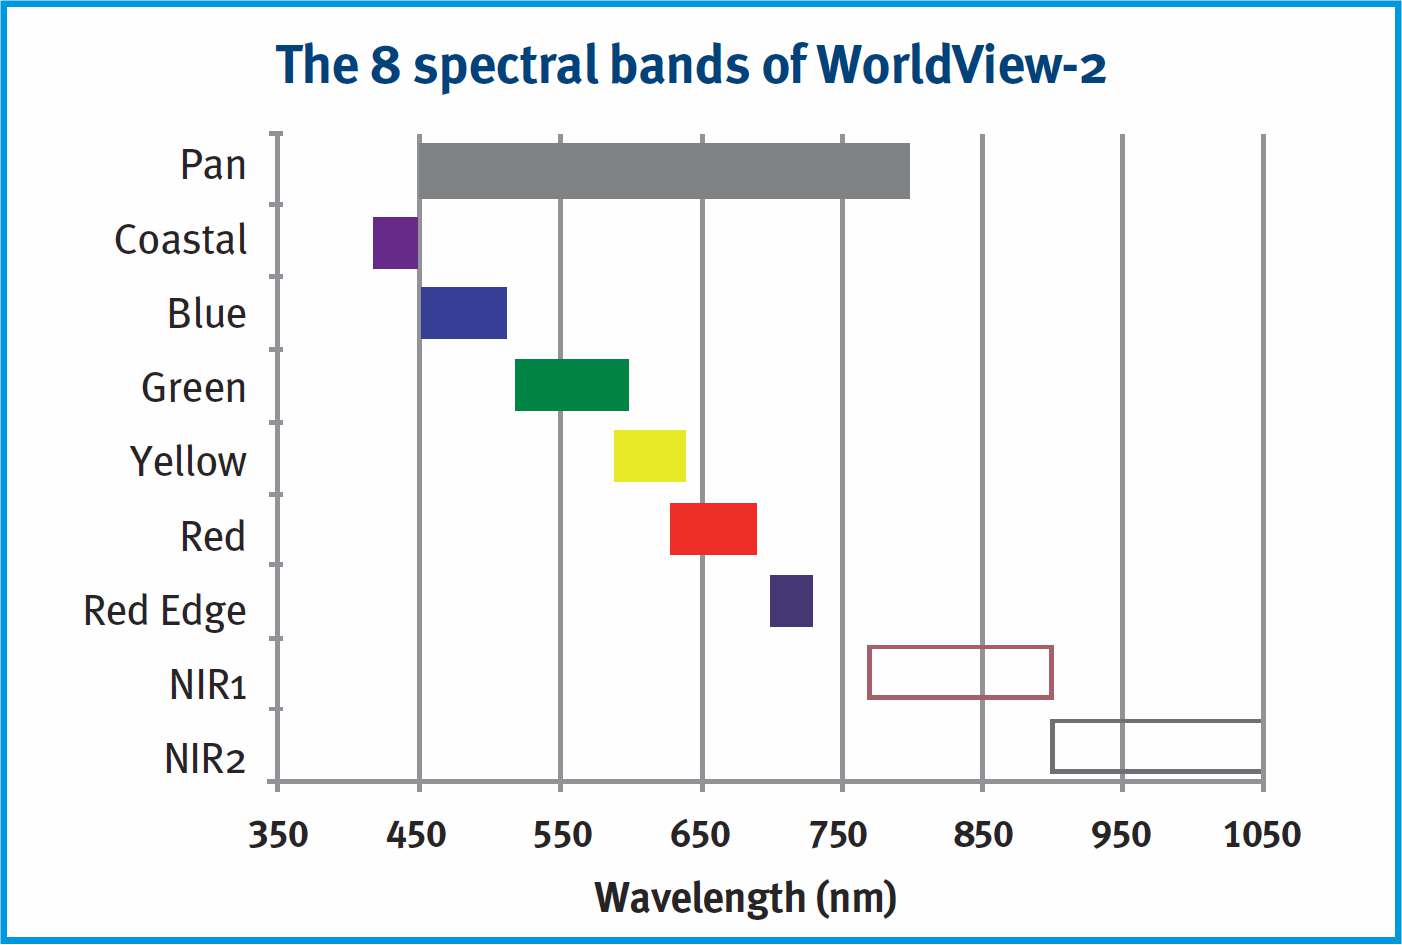 The 8 spectral bands of WorldView-2
Pan
Coastal
Blue
Green
Yellow
Red
Red Edge
NIR1
NIR2
350 450 550 650 750 850 950 1050
Wavelength (nm)